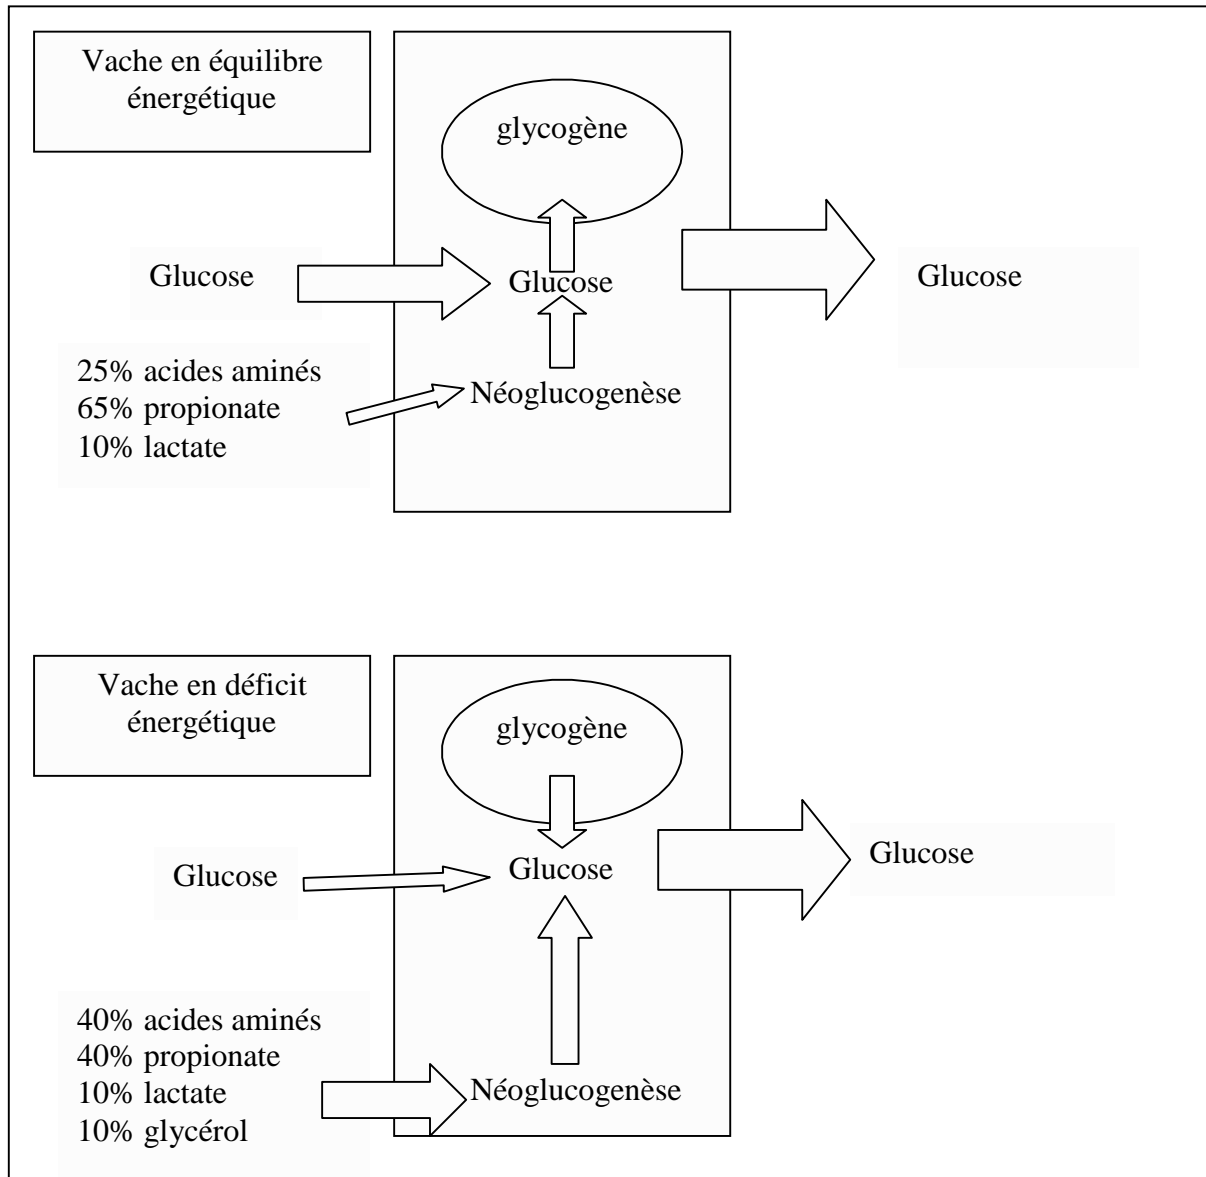 Vache en équilibre
énergétique
glycogène
Glucose
Glucose
Glucose
25% acides aminés
65% propionate
10% lactate
Néoglucogenèse
Vache en déficit
énergétique
glycogène
Glucose
Glucose
Glucose
40% acides aminés
40% propionate
10% lactate
10% glycérol
Néoglucogenèse